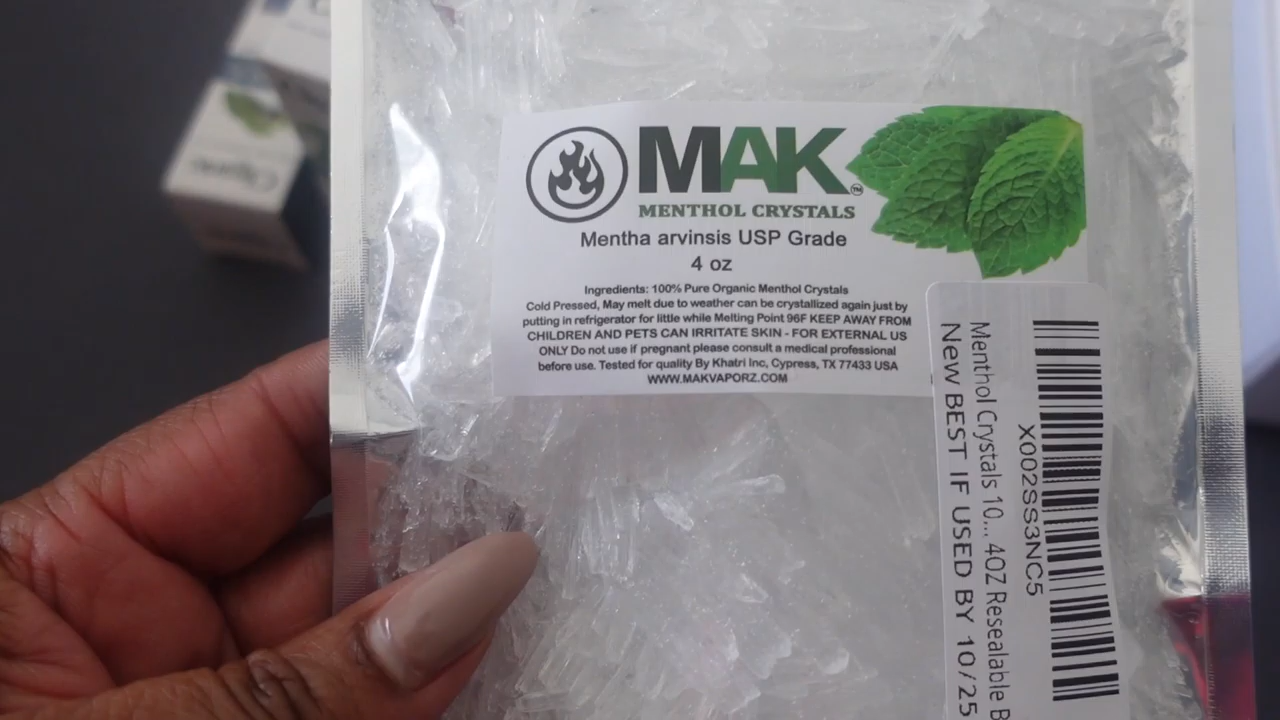 MAK™
MENTHOL CRYSTALS
Mentha arvinsis USP Grade
4 oz
Ingredients: 100% Pure Organic Menthol Crystals
Cold Pressed, May melt due to weather can be crystallized again just by
putting in refrigerator for little while Melting Point 96F KEEP AWAY FROM
CHILDREN AND PETS CAN IRRITATE SKIN - FOR EXTERNAL US
ONLY Do not use if pregnant please consult a medical professional
before use. Tested for quality By Khatri Inc, Cypress, TX 77433 USA
WWW.MAKVAPORZ.COM
X002SS3NC5
Menthol Crystals 10... 4OZ Resealable B
New BEST IF USED BY 10/25